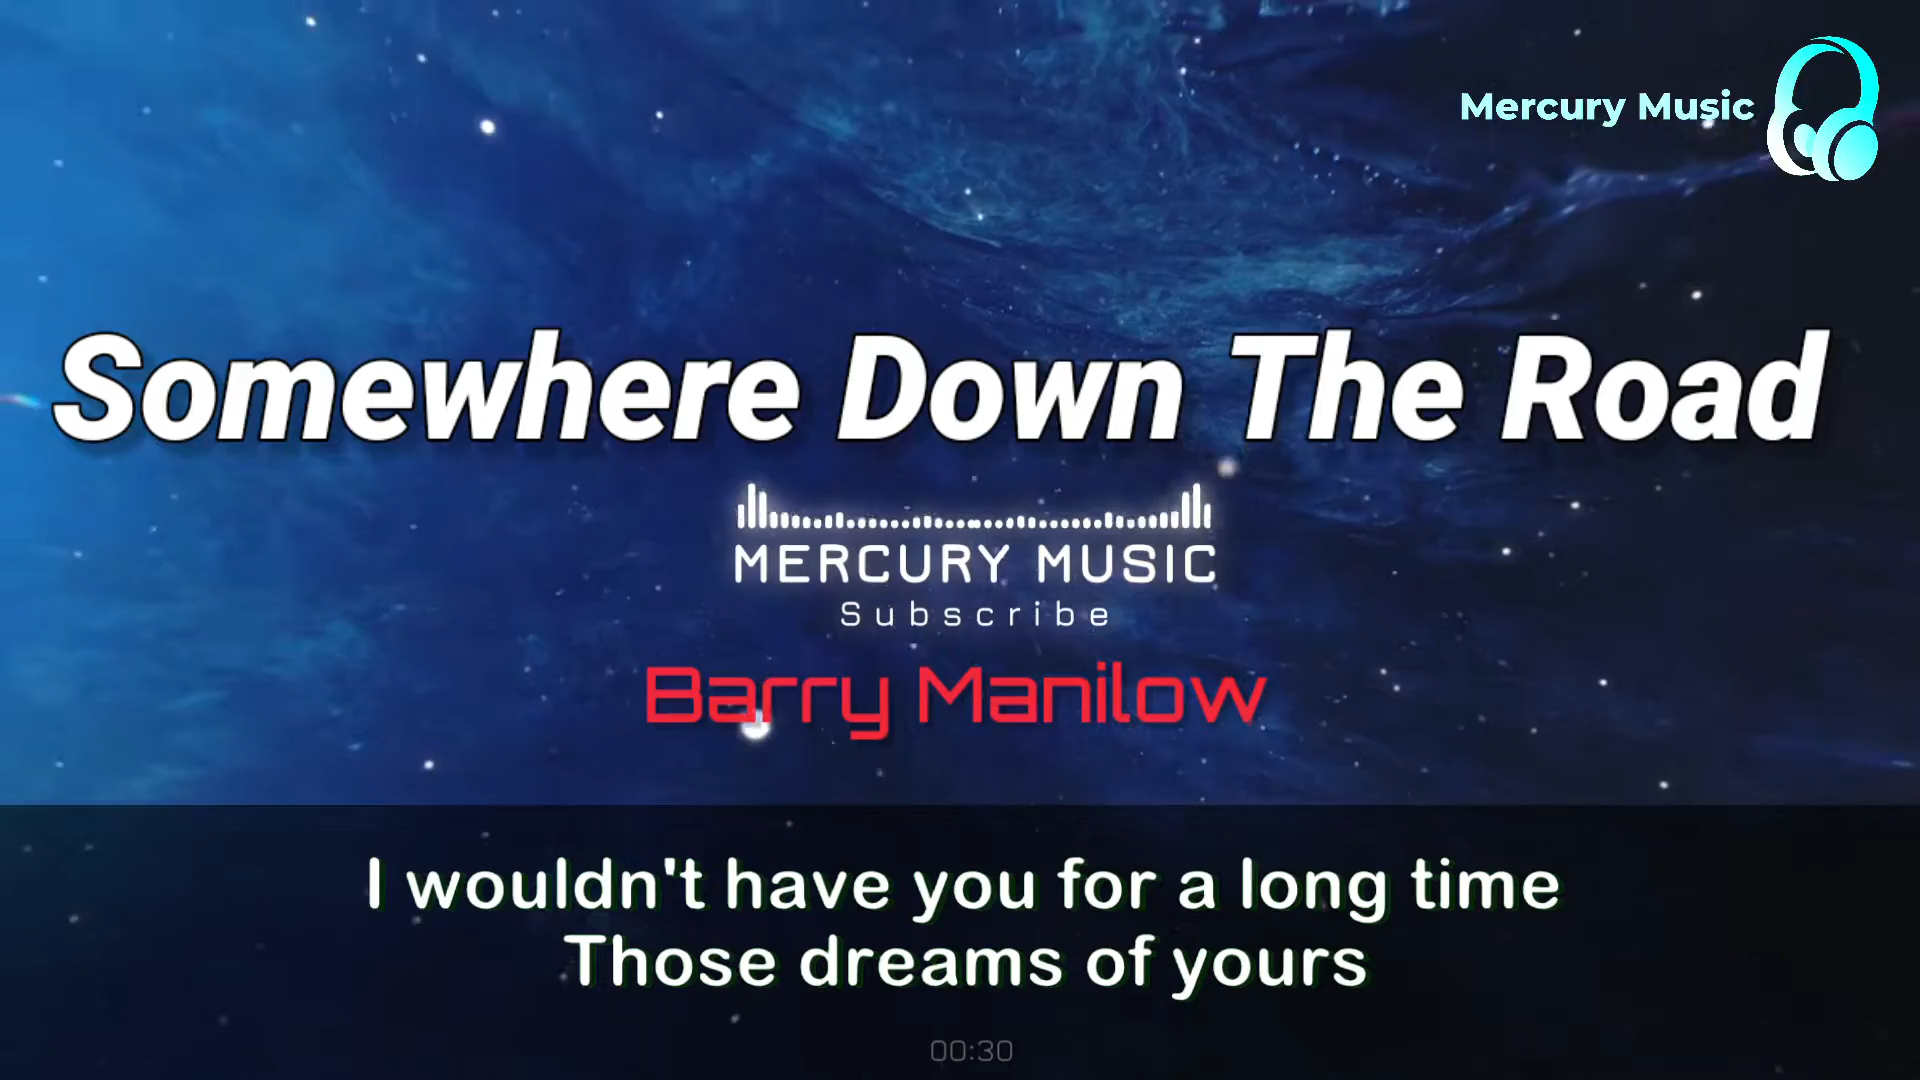 Mercury Music
Somewhere Down The Road
MERCURY MUSIC
Subscribe
Barry Manilow
I wouldn't have you for a long time
Those dreams of yours
00:30